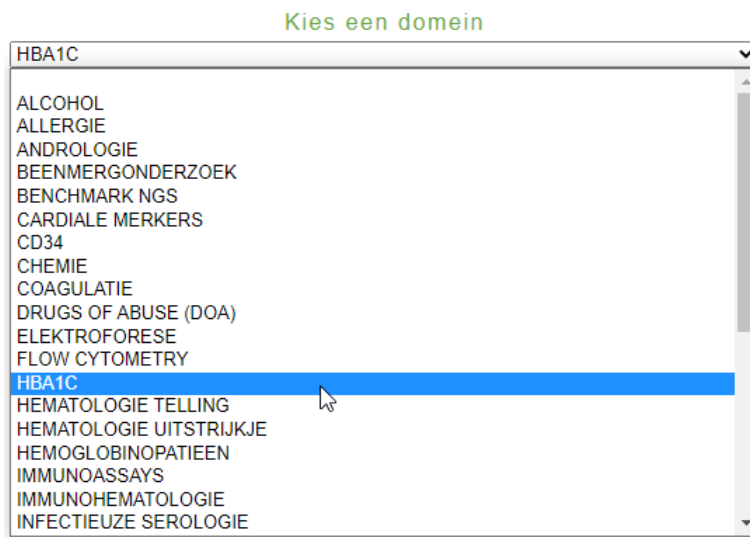 Kies een domein
HBA1C
ALCOHOL
ALLERGIE
ANDROLOGIE
BEENMERGONDERZOEK
BENCHMARK NGS
CARDIALE MERKERS
CD34
CHEMIE
COAGULATIE
DRUGS OF ABUSE (DOA)
ELEKTROFORESE
FLOW CYTOMETRY
HBA1C
HEMATOLOGIE TELLING
HEMATOLOGIE UITSTRIJKJE
HEMOGLOBINOPATIEEN
IMMUNOASSAYS
IMMUNOHEMATOLOGIE
INFECTIEUZE SEROLOGIE